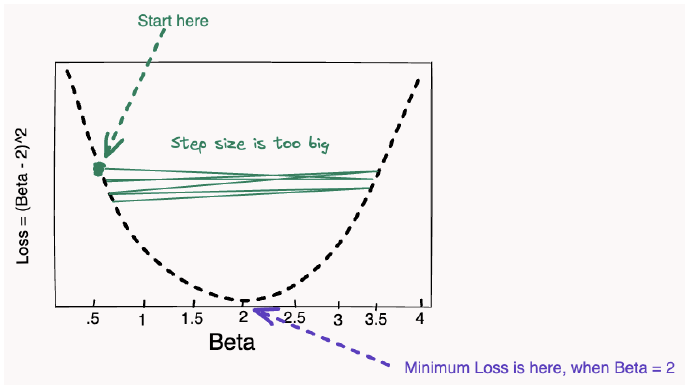 Start here
Step size is too big
Loss = (Beta - 2)^2
.5 1 1.5 2 2.5 3 3.5 4
Beta
Minimum Loss is here, when Beta = 2